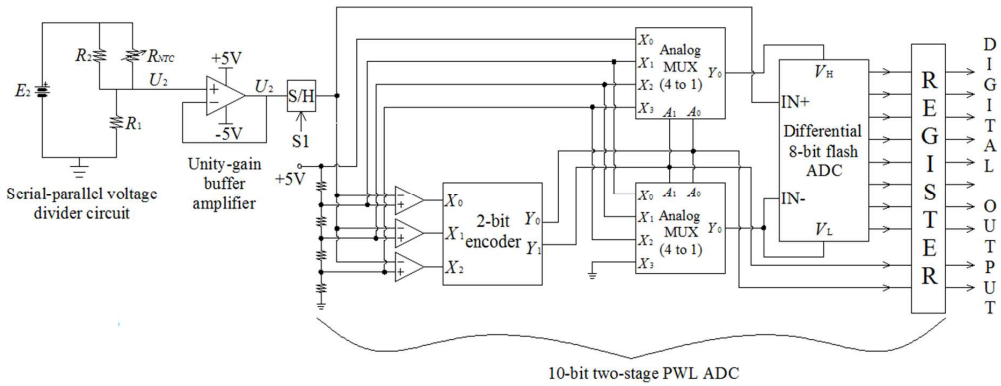 E2
R2
RNTC
U2
R1
Serial-parallel voltage
divider circuit
+5V
-5V
U2
Unity-gain
buffer
amplifier
S/H
S1
+5V
X0
X1
X2
2-bit
encoder
Y0
Y1
X0
X1
X2
X3
Analog
MUX
(4 to 1)
Y0
A1
A0
A1
A0
X0
X1
X2
X3
Analog
MUX
(4 to 1)
Y0
VH
IN+
Differential
8-bit flash
ADC
IN-
VL
REGISTER
DIGITAL OUTPUT
10-bit two-stage PWL ADC